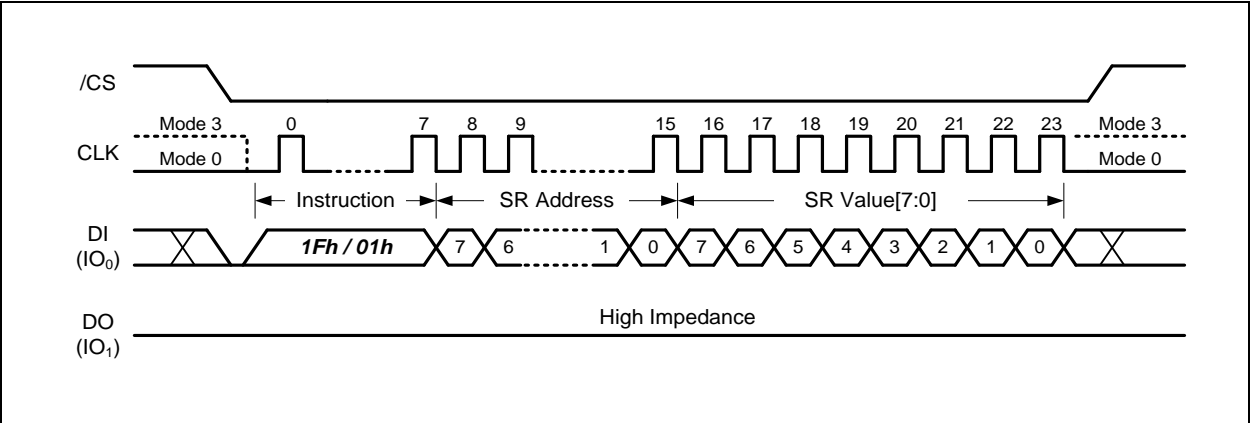 /CS
Mode 3 0 7 8 9 15 16 17 18 19 20 21 22 23 Mode 3
CLK
Mode 0 Mode 0
Instruction SR Address SR Value[7:0]
DI
(IO₀)
1Fh / 01h 7 6 1 0 7 6 5 4 3 2 1 0
High Impedance
DO
(IO₁)